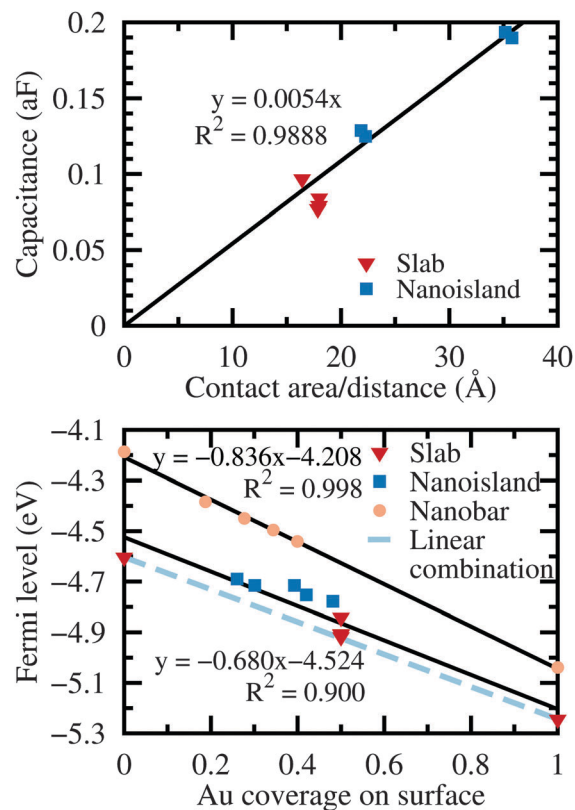 0.2
0.15
0.1
0.05
0
Capacitance (aF)
y = 0.0054x
R² = 0.9888
Slab
Nanoisland
0 10 20 30 40
Contact area/distance (Å)
−4.1
−4.3
−4.5
−4.7
−4.9
−5.1
−5.3
Fermi level (eV)
y = −0.836x−4.208
R² = 0.998
Slab
Nanoisland
Nanobar
Linear
combination
y = −0.680x−4.524
R² = 0.900
0 0.2 0.4 0.6 0.8 1
Au coverage on surface